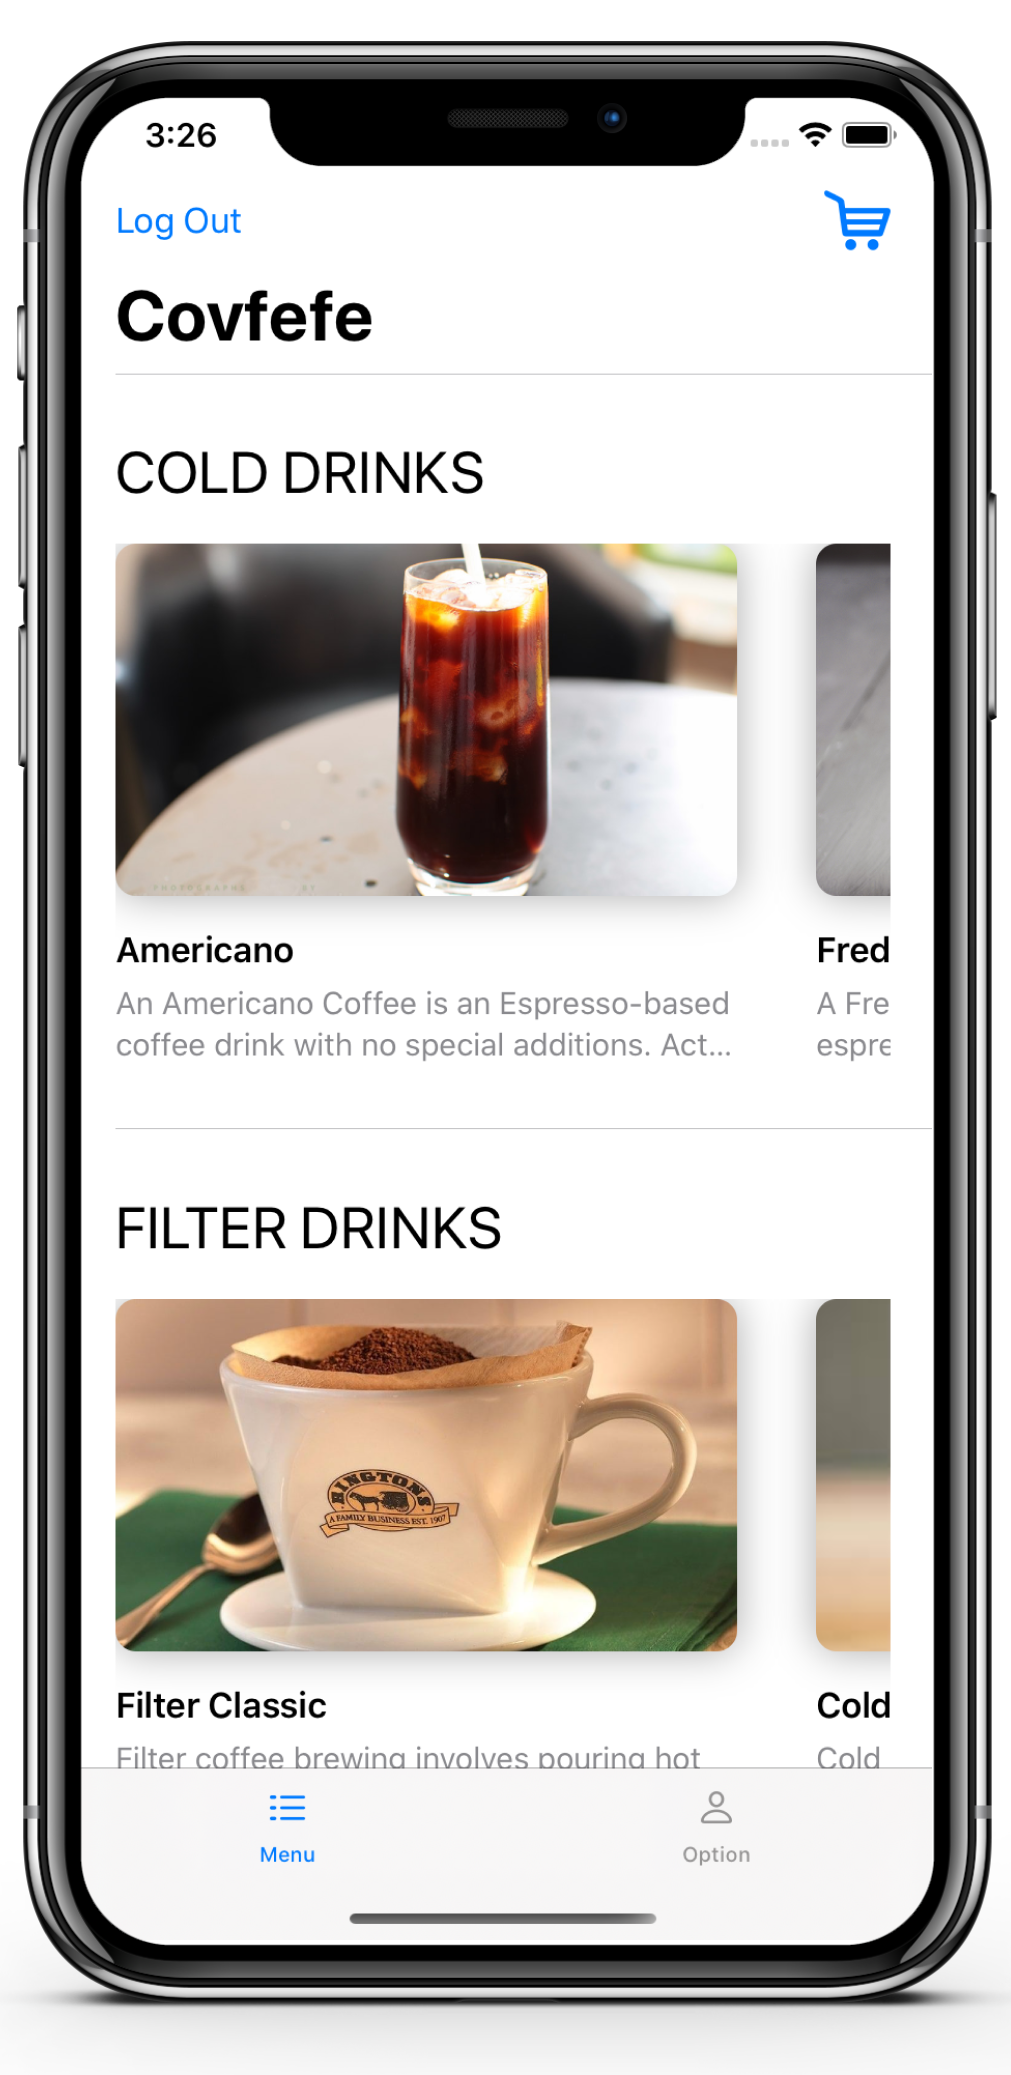 3:26
Log Out
Covfefe
COLD DRINKS
Americano
Fred
An Americano Coffee is an Espresso-based
A Fre
coffee drink with no special additions. Act...
espre
FILTER DRINKS
HINGTONS
A FAMILY BUSINESS EST. 1907
Filter Classic
Cold
Filter coffee brewing involves pouring hot
Cold
Menu
Option